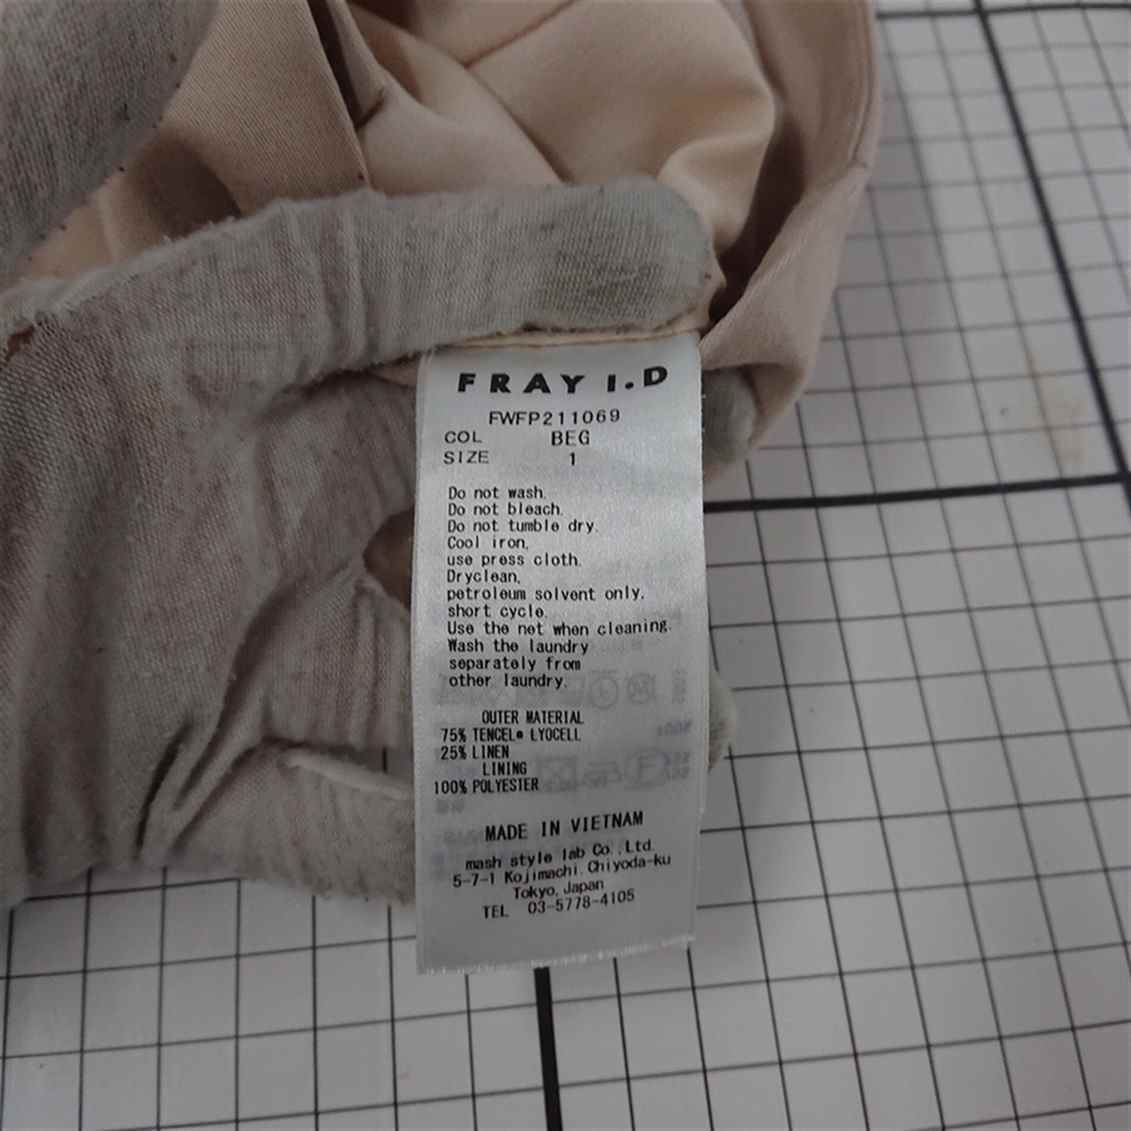 FRAY I.D
FWFP211069
COL BEG
SIZE 1
Do not wash.
Do not bleach.
Do not tumble dry.
Cool iron,
use press cloth.
Dryclean,
petroleum solvent only.
short cycle.
Use the net when cleaning.
Wash the laundry
separately from
other laundry.
OUTER MATERIAL
75% TENCEL® LYOCELL
25% LINEN
LINING
100% POLYESTER
MADE IN VIETNAM
mash style lab Co.,Ltd.
5-7-1 Kojimachi.Chiyoda-ku
Tokyo, Japan
TEL 03-5778-4105